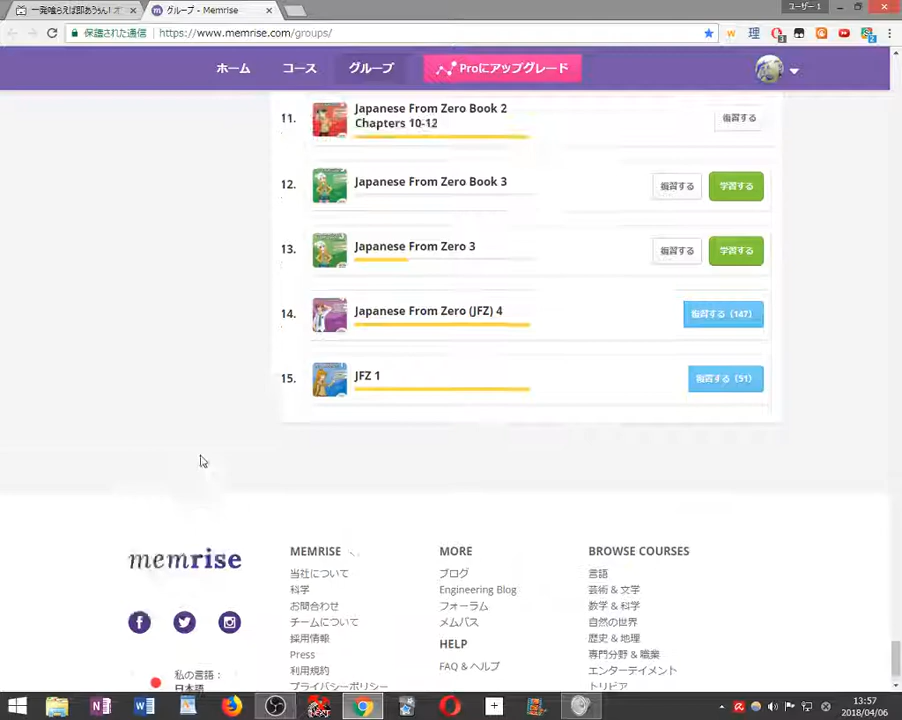 一発喰らえば即あうぅん! オ
グループ - Memrise
ユーザー 1
保護された通信 | https://www.memrise.com/groups/
ホーム
コース
グループ
Proにアップグレード
11.
Japanese From Zero Book 2
Chapters 10-12
復習する
12.
Japanese From Zero Book 3
復習する
学習する
13.
Japanese From Zero 3
復習する
学習する
14.
Japanese From Zero (JFZ) 4
復習する (147)
15.
JFZ 1
復習する (51)
memrise
MEMRISE
当社について
科学
お問合わせ
チームについて
採用情報
Press
利用規約
プライバシーポリシー
MORE
ブログ
Engineering Blog
フォーラム
メムバス
HELP
FAQ & ヘルプ
BROWSE COURSES
言語
芸術 & 文学
数学 & 科学
自然の世界
歴史 & 地理
専門分野 & 職業
エンターテイメント
トリビア
私の言語:
日本語
13:57
2018/04/06